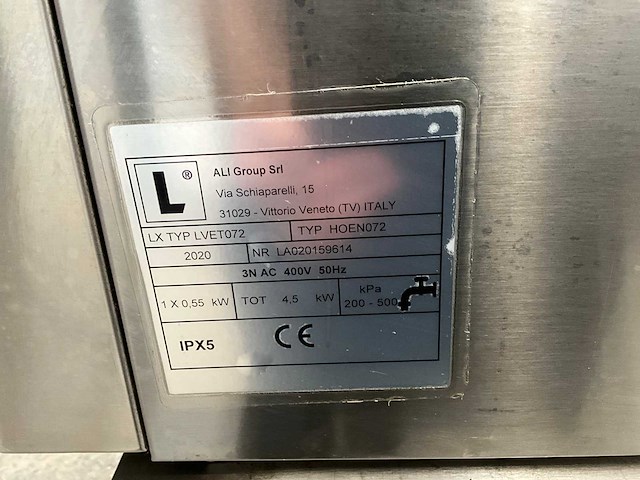 L®
ALI Group Srl
Via Schiaparelli, 15
31029 - Vittorio Veneto (TV) ITALY
LX TYP LVET072 TYP HOEN072
2020 NR LA020159614
3N AC 400V 50Hz
1 X 0,55 kW TOT 4,5 kW kPa
200 - 500
IPX5 CE